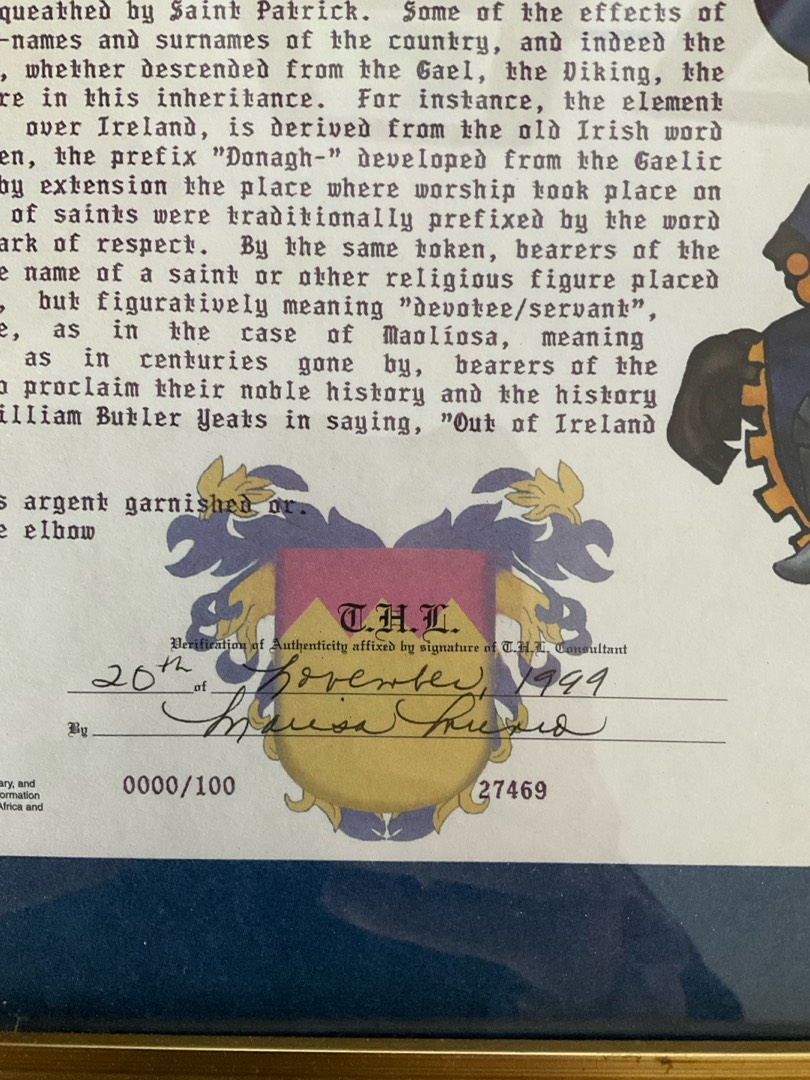 queathed by Saint Patrick. Some of the effects of
-names and surnames of the country, and indeed the
, whether descended from the Gael, the Viking, the
re in this inheritance. For instance, the element
over Ireland, is derived from the old Irish word
en, the prefix "Donagh-" developed from the Gaelic
by extension the place where worship took place on
of saints were traditionally prefixed by the word
ark of respect. By the same token, bearers of the
e name of a saint or other religious figure placed
, but figuratively meaning "devotee/servant",
e, as in the case of Maolíosa, meaning
as in centuries gone by, bearers of the
o proclaim their noble history and the history
illiam Butler Yeats in saying, "Out of Ireland
s argent garnished or.
e elbow
T.H.L.
Verification of Authenticity affixed by signature of T.H.L. Consultant
20th of November, 1999
By Marisa
ary, and
ormation
Africa and
0000/100 27469